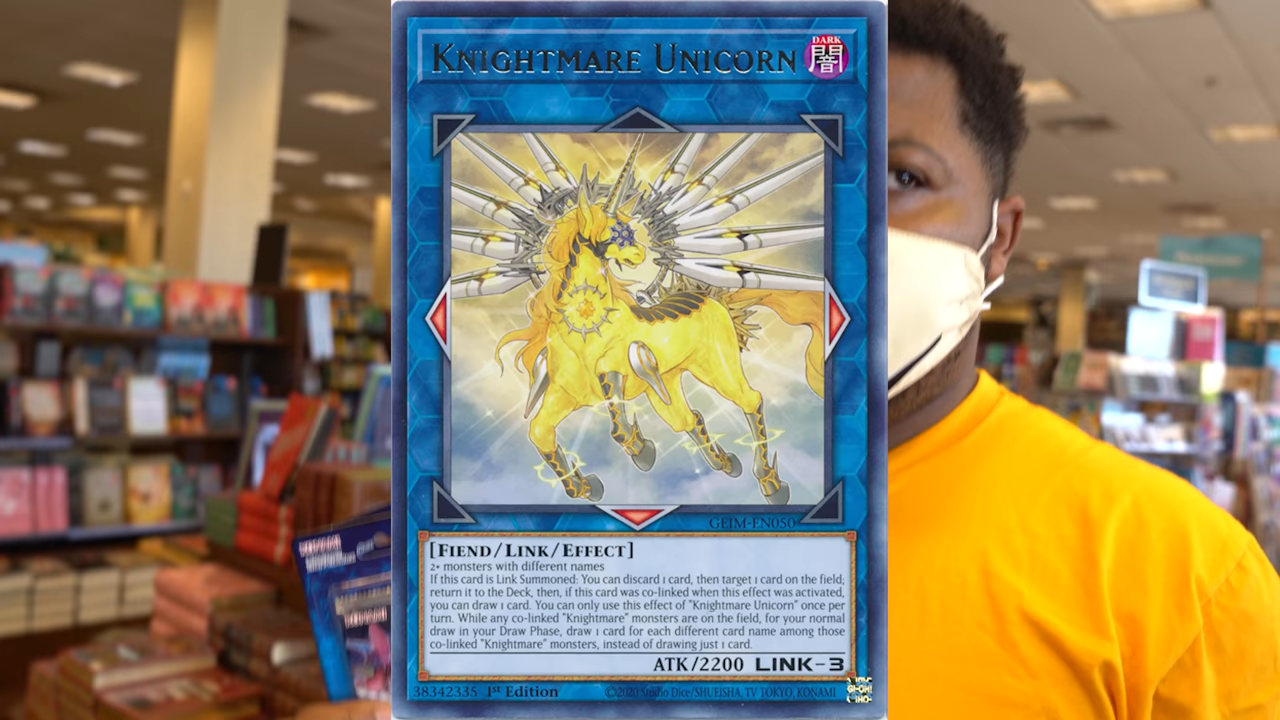 KNIGHTMARE UNICORN
DARK
闇
GEIM-EN050
[FIEND/LINK/EFFECT]
2+ monsters with different names
If this card is Link Summoned: You can discard 1 card, then target 1 card on the field;
return it to the Deck, then, if this card was co-linked when this effect was activated,
you can draw 1 card. You can only use this effect of "Knightmare Unicorn" once per
turn. While any co-linked "Knightmare" monsters are on the field, for your normal
draw in your Draw Phase, draw 1 card for each different card name among those
co-linked "Knightmare" monsters, instead of drawing just 1 card.
ATK/2200 LINK-3
38342335 1st Edition ©2020 Studio Dice/SHUEISHA, TV TOKYO, KONAMI